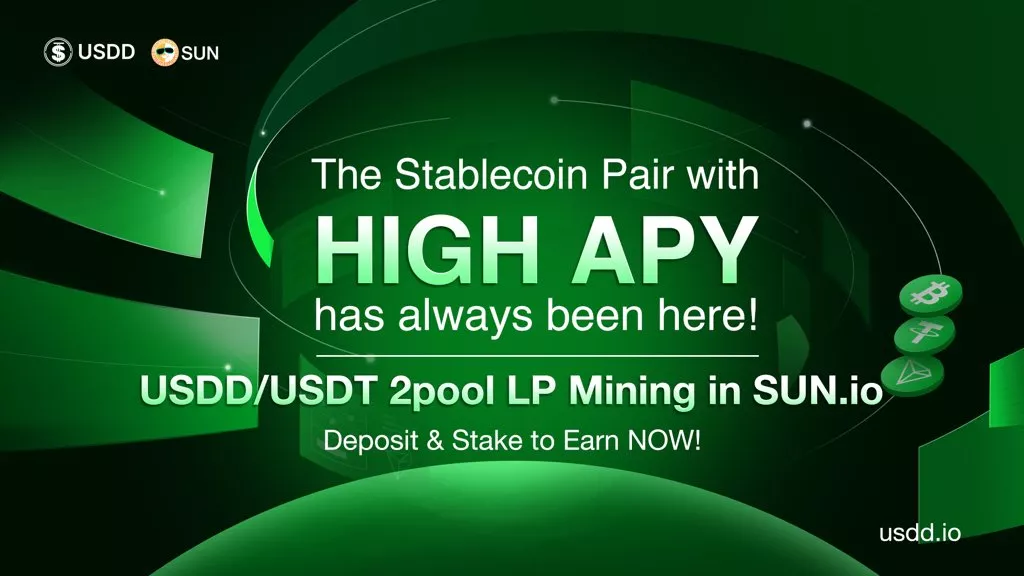 USDD SUN
The Stablecoin Pair with
HIGH APY
has always been here!
USDD/USDT 2pool LP Mining in SUN.io
Deposit & Stake to Earn NOW!
usdd.io